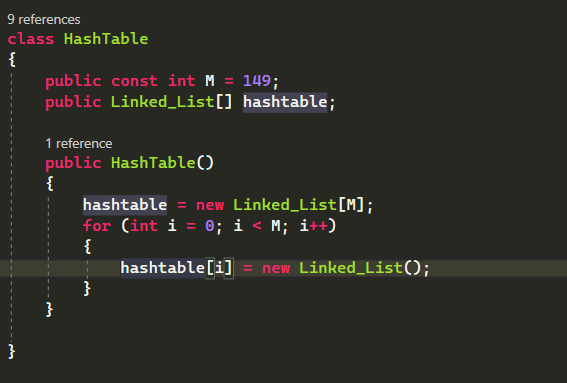 9 references
class HashTable
{
public const int M = 149;
public Linked_List[] hashtable;
1 reference
public HashTable()
{
hashtable = new Linked_List[M];
for (int i = 0; i < M; i++)
{
hashtable[i] = new Linked_List();
}
}
}